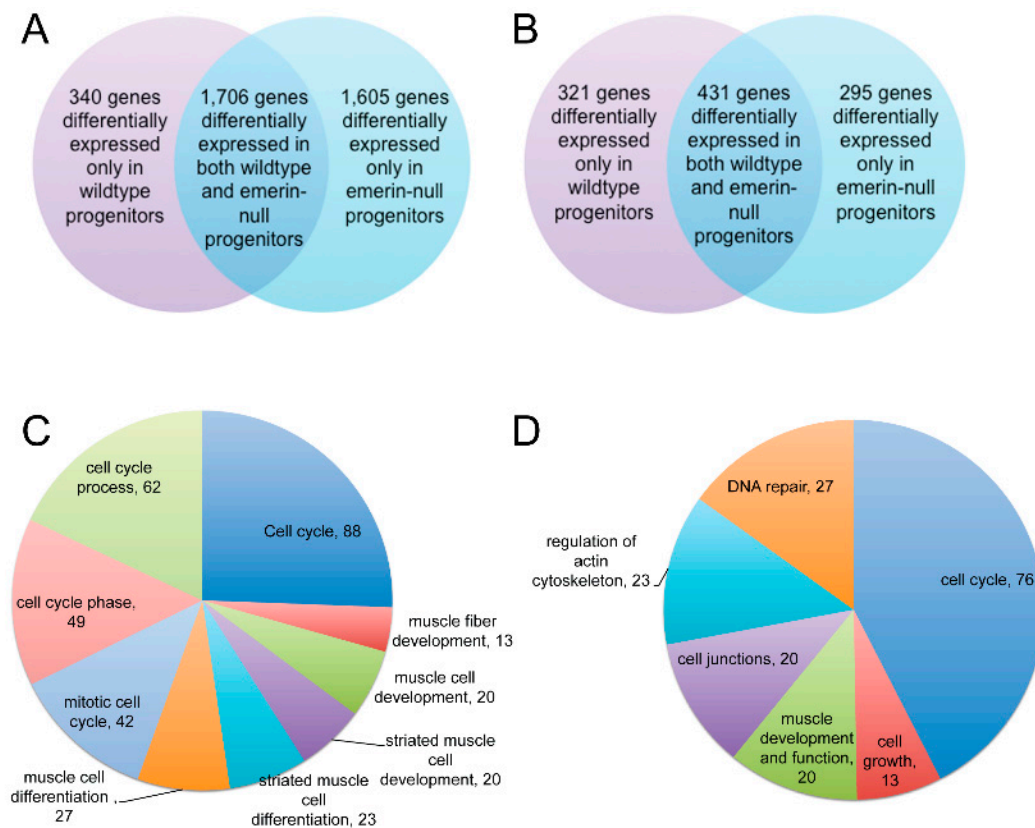 A
340 genes
differentially
expressed
only in
wildtype
progenitors
1,706 genes
differentially
expressed in
both wildtype
and emerin-
null
progenitors
1,605 genes
differentially
expressed
only in
emerin-null
progenitors
B
321 genes
differentially
expressed
only in
wildtype
progenitors
431 genes
differentially
expressed in
both wildtype
and emerin-
null
progenitors
295 genes
differentially
expressed
only in
emerin-null
progenitors
C
cell cycle
process, 62
Cell cycle, 88
cell cycle phase,
49
muscle fiber
development, 13
muscle cell
development, 20
mitotic cell
cycle, 42
striated muscle
cell
development, 20
muscle cell
differentiation ,
27
striated muscle
cell
differentiation, 23
D
DNA repair, 27
regulation of
actin
cytoskeleton, 23
cell cycle, 76
cell junctions, 20
muscle
development
and function,
20
cell
growth,
13